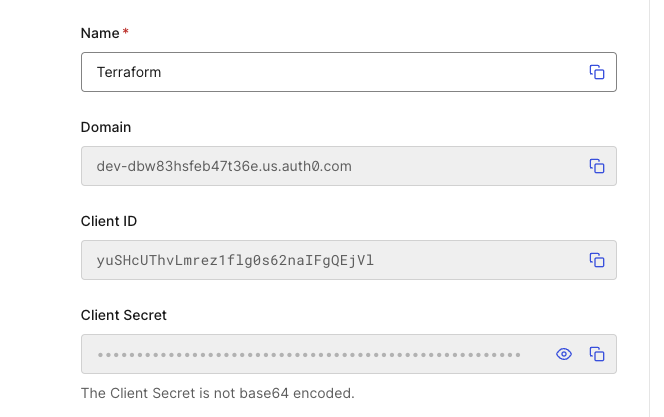 Name*
Terraform
Domain
dev-dbw83hsfeb47t36e.us.auth0.com
Client ID
yuSHcUThvLmrez1flg0s62naIFgQEjVl
Client Secret
••••••••••••••••••••••••••••••••••••••••••••••••••••••
The Client Secret is not base64 encoded.